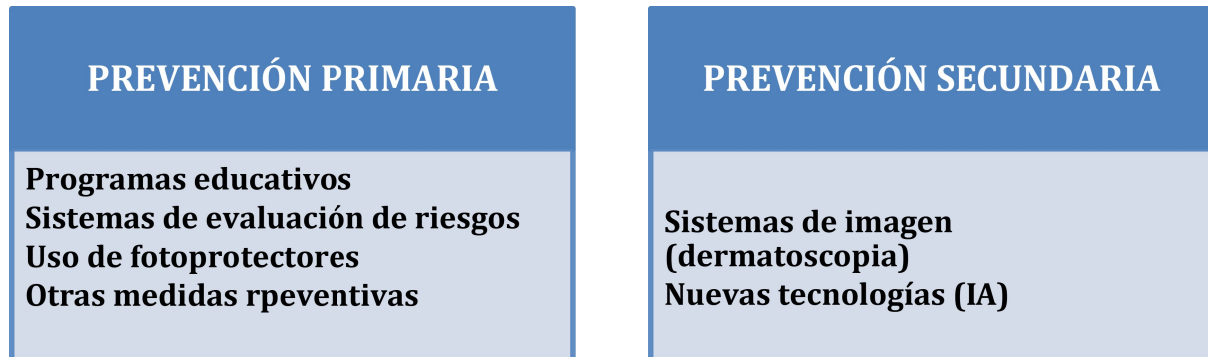 PREVENCIÓN PRIMARIA
Programas educativos
Sistemas de evaluación de riesgos
Uso de fotoprotectores
Otras medidas rpeventivas
PREVENCIÓN SECUNDARIA
Sistemas de imagen
(dermatoscopia)
Nuevas tecnologías (IA)